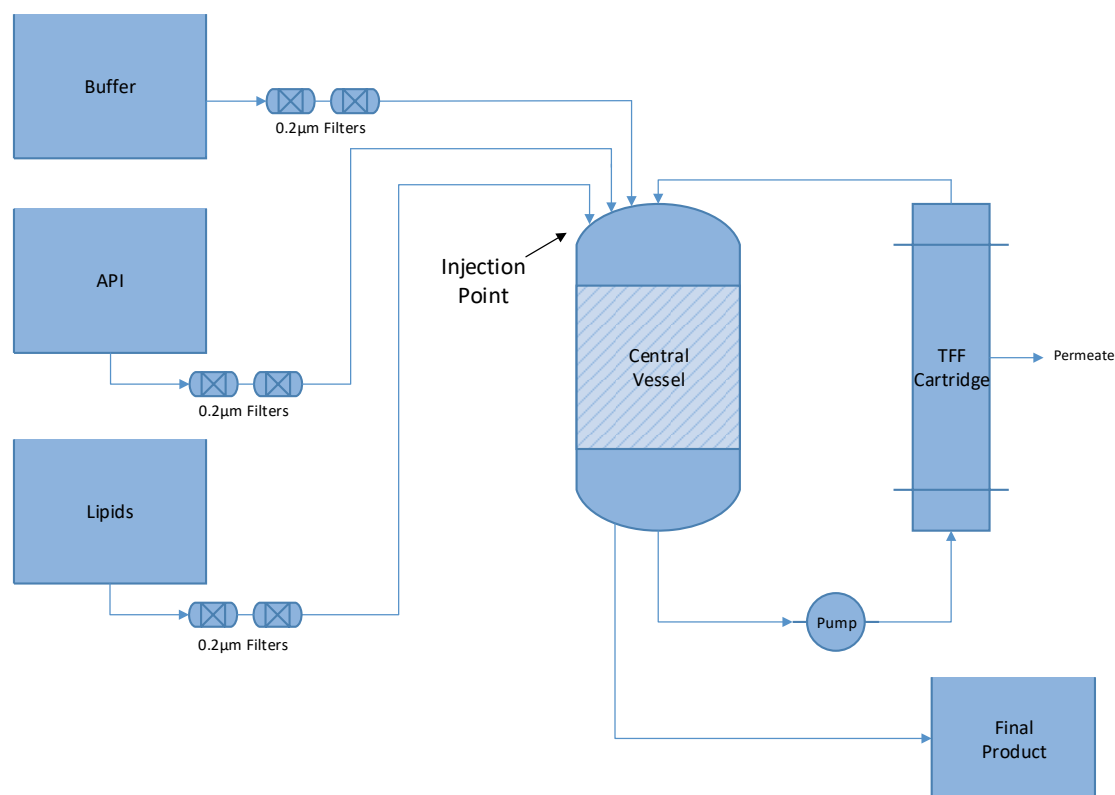 Buffer
0.2µm Filters
API
0.2µm Filters
Lipids
0.2µm Filters
Injection
Point
Central
Vessel
TFF
Cartridge
Permeate
Pump
Final
Product